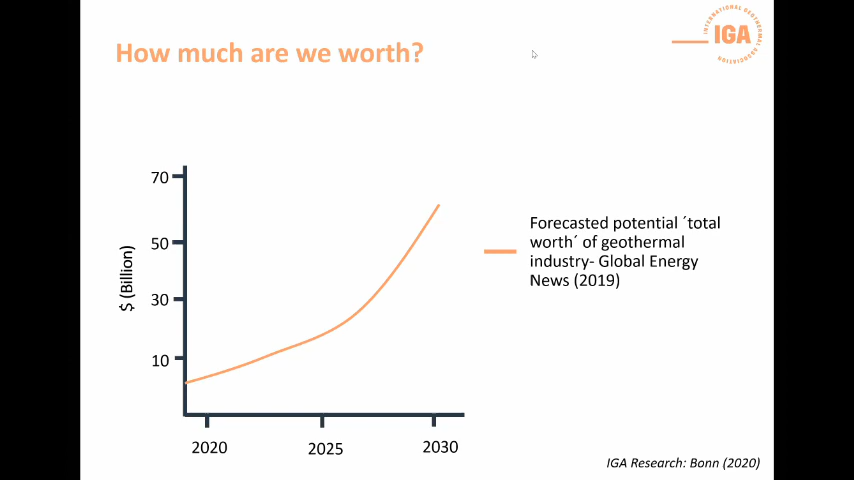 How much are we worth?
INTERNATIONAL GEOTHERMAL ASSOCIATION
IGA
70
50
30
10
$ (Billion)
2020
2025
2030
Forecasted potential ´total
worth´ of geothermal
industry- Global Energy
News (2019)
IGA Research: Bonn (2020)